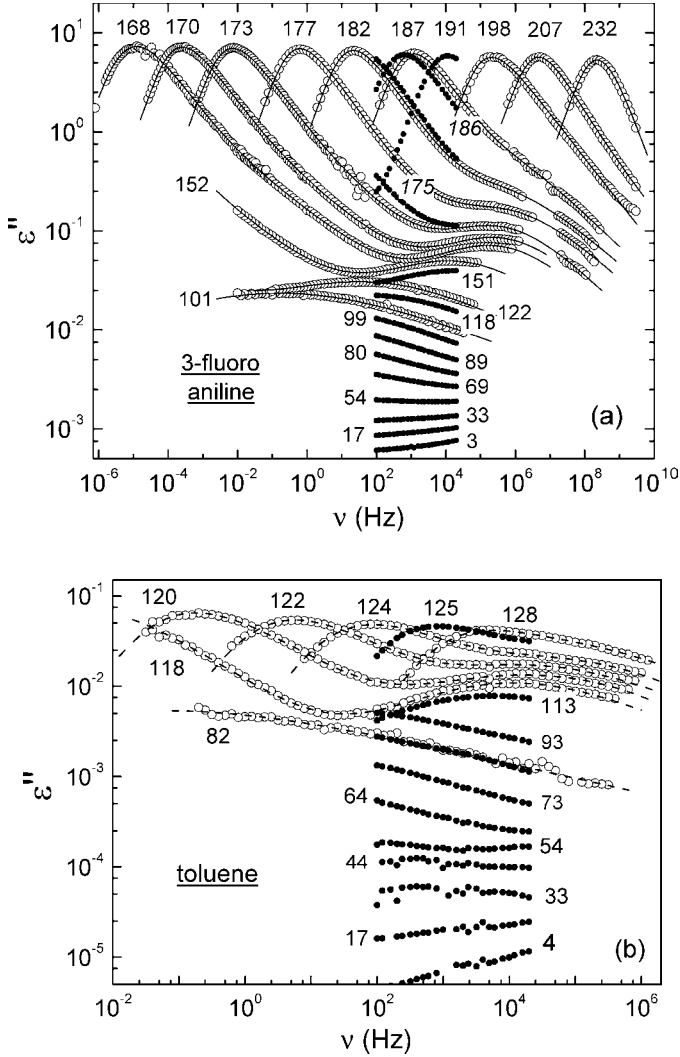 168 170 173 177 182 187 191 198 207 232
10^1
10^0
10^-1
10^-2
10^-3
ε''
186
175
152
151
101
122
118
99
89
80
69
54
33
17
3
3-fluoro
aniline
(a)
10^-6 10^-4 10^-2 10^0 10^2 10^4 10^6 10^8 10^10
ν (Hz)
10^-1
10^-2
10^-3
10^-4
10^-5
ε''
120 122 124 125 128
118
113
82
93
73
64
54
44
33
17
4
toluene
(b)
10^-2 10^0 10^2 10^4 10^6
ν (Hz)